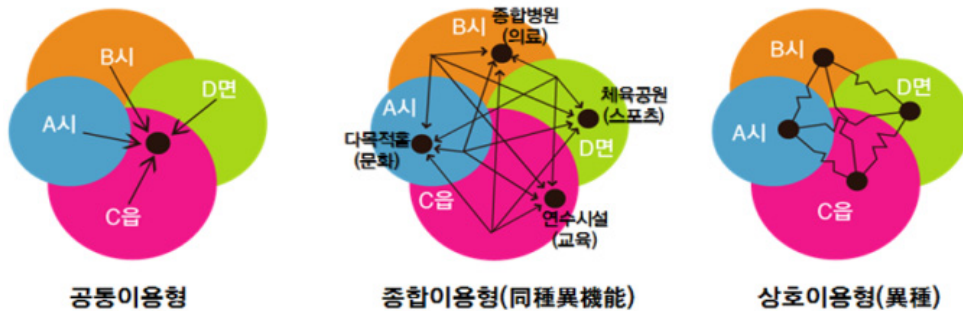 B시
D면
A시
C읍
공동이용형
종합병원
(의료)
B시
체육공원
(스포츠)
A시
다목적홀
(문화)
D면
C읍
연수시설
(교육)
종합이용형(同種異機能)
B시
D면
A시
C읍
상호이용형(異種)